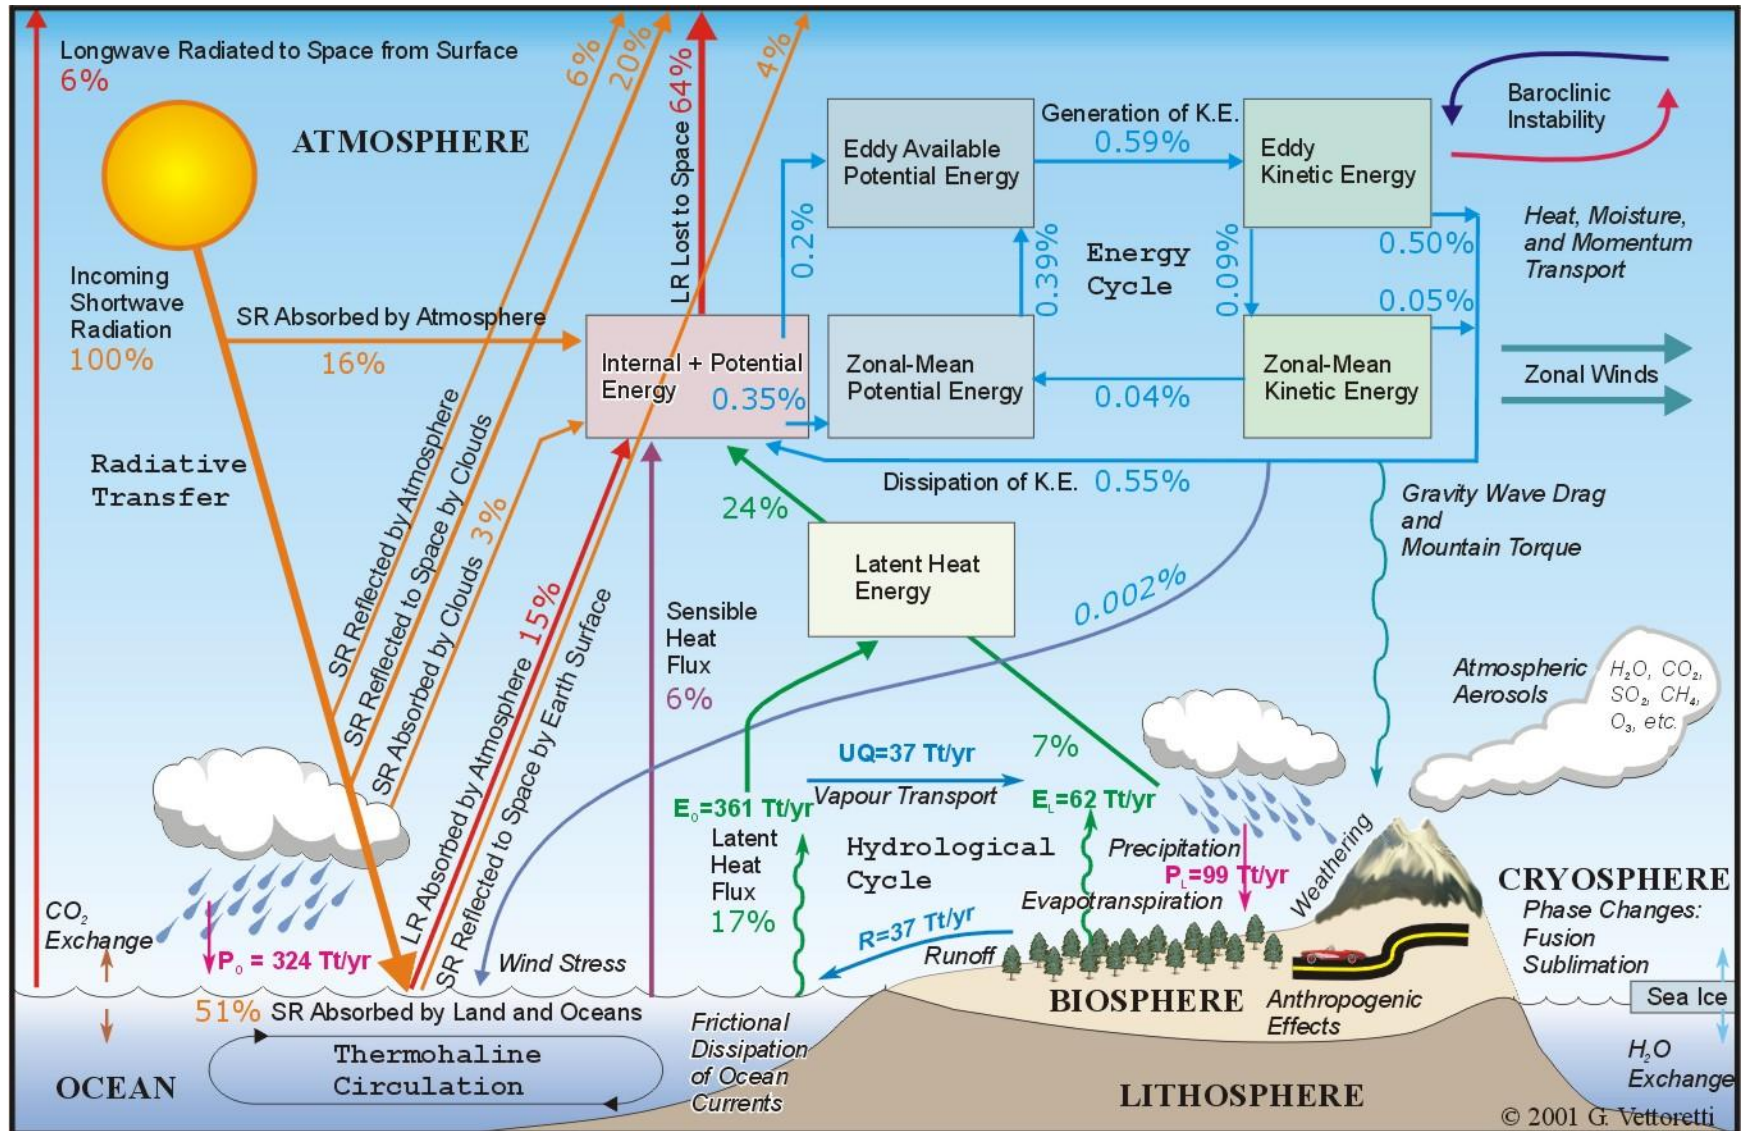 Longwave Radiated to Space from Surface
6%
6%
20%
LR Lost to Space 64%
4%
ATMOSPHERE
Incoming
Shortwave
Radiation
100%
SR Absorbed by Atmosphere
16%
Radiative
Transfer
SR Reflected by Atmosphere
SR Reflected to Space by Clouds
SR Absorbed by Clouds 3%
LR Absorbed by Atmosphere 15%
SR Reflected to Space by Earth Surface
Internal + Potential
Energy
0.35%
0.2%
Eddy Available
Potential Energy
Generation of K.E.
0.59%
Eddy
Kinetic Energy
Baroclinic
Instability
0.39%
Energy
Cycle
0.09%
0.50%
0.05%
Heat, Moisture,
and Momentum
Transport
Zonal-Mean
Potential Energy
0.04%
Zonal-Mean
Kinetic Energy
Zonal Winds
Dissipation of K.E. 0.55%
24%
Latent Heat
Energy
0.002%
Gravity Wave Drag
and
Mountain Torque
Sensible
Heat
Flux
6%
7%
Atmospheric
Aerosols
H2O, CO2,
SO2, CH4,
O3, etc.
UQ=37 Tt/yr
Vapour Transport
EO=361 Tt/yr
Latent
Heat
Flux
17%
EL=62 Tt/yr
Hydrological
Cycle
Precipitation
PL=99 Tt/yr
Evapotranspiration
Weathering
R=37 Tt/yr
Runoff
CRYOSPHERE
Phase Changes:
Fusion
Sublimation
Sea Ice
H2O
Exchange
CO2
Exchange
PO = 324 Tt/yr
Wind Stress
51% SR Absorbed by Land and Oceans
Thermohaline
Circulation
OCEAN
Frictional
Dissipation
of Ocean
Currents
BIOSPHERE
Anthropogenic
Effects
LITHOSPHERE
© 2001 G. Vettoretti